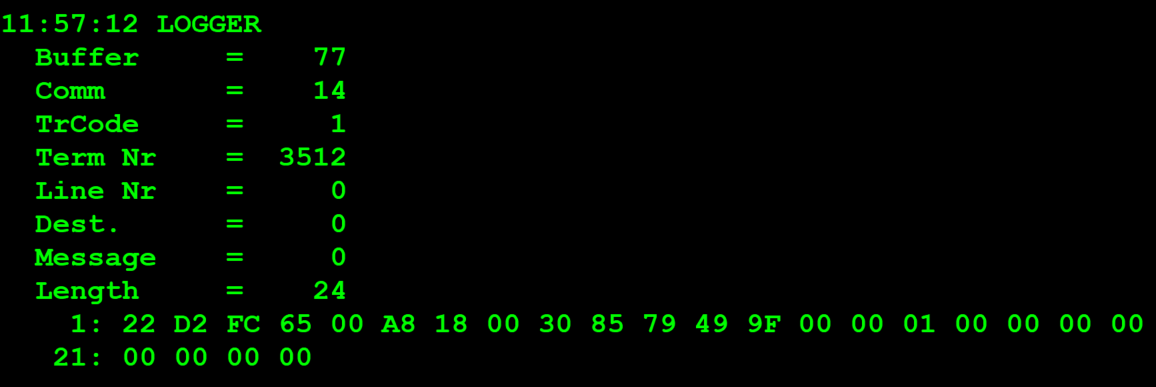 11:57:12 LOGGER
  Buffer     =    77
  Comm       =    14
  TrCode     =     1
  Term Nr    =  3512
  Line Nr    =     0
  Dest.      =     0
  Message    =     0
  Length     =    24
    1: 22 D2 FC 65 00 A8 18 00 30 85 79 49 9F 00 00 01 00 00 00 00
   21: 00 00 00 00